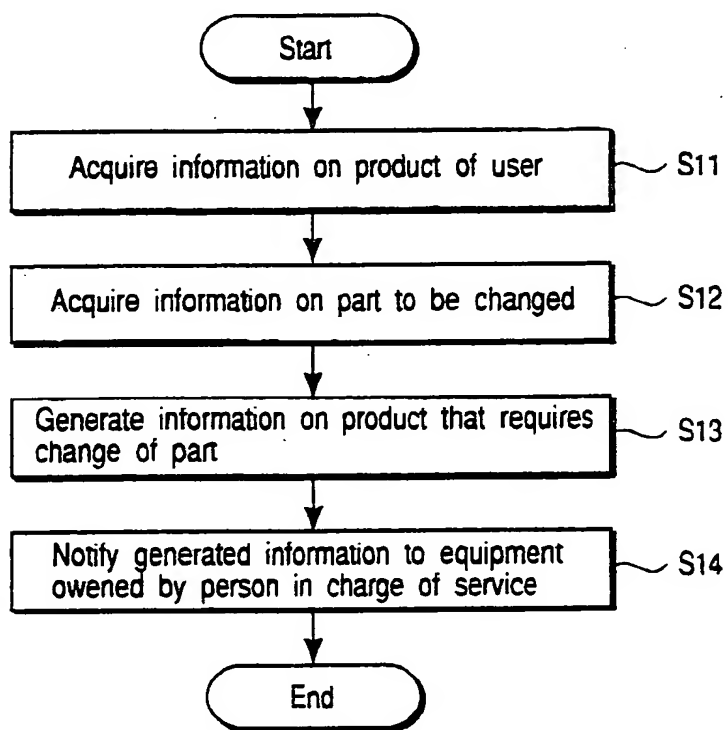 Start
Acquire information on product of user
S11
Acquire information on part to be changed
S12
Generate information on product that requires
change of part
S13
Notify generated information to equipment
owened by person in charge of service
S14
End